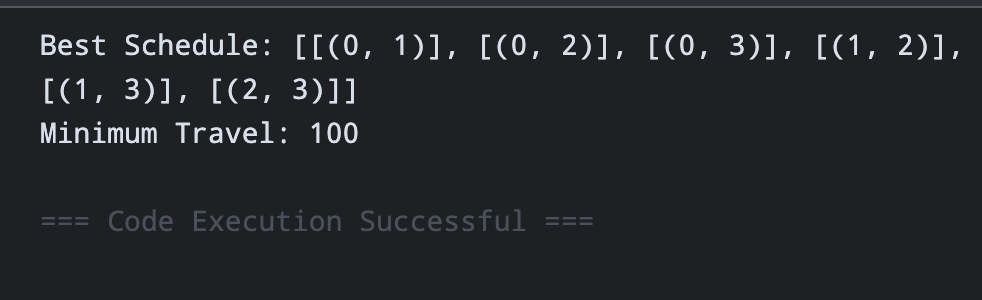 Best Schedule: [[(0, 1)], [(0, 2)], [(0, 3)], [(1, 2)],
[(1, 3)], [(2, 3)]]
Minimum Travel: 100
=== Code Execution Successful ===